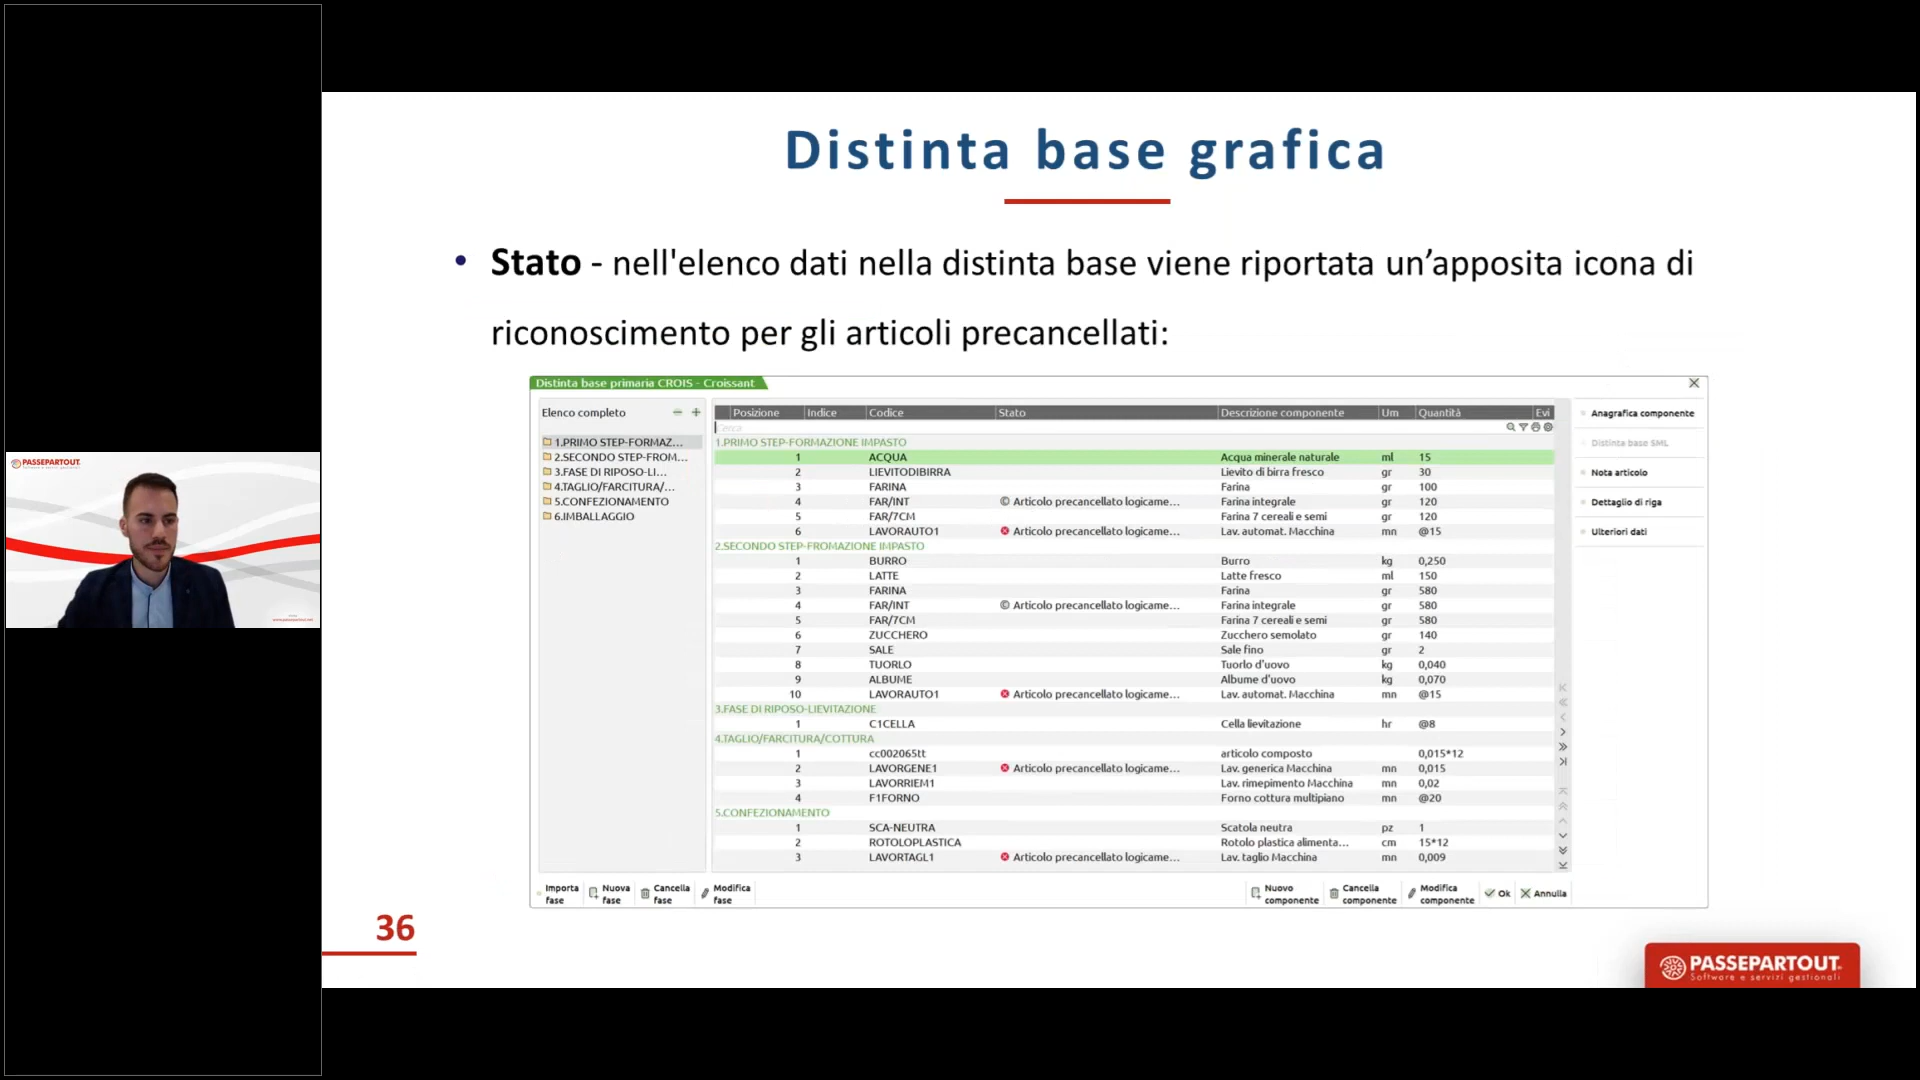 Distinta base grafica
• Stato - nell'elenco dati nella distinta base viene riportata un’apposita icona di
riconoscimento per gli articoli precancellati:
Distinta base primaria CROIS - Croissant
Elenco completo
1.PRIMO STEP-FORMAZ...
2.SECONDO STEP-FROM...
3.FASE DI RIPOSO-LI...
4.TAGLIO/FARCITURA/...
5.CONFEZIONAMENTO
6.IMBALLAGGIO
Posizione Indice Codice Stato Descrizione componente Um Quantità Evi
Cerca
1.PRIMO STEP-FORMAZIONE IMPASTO
1 ACQUA Acqua minerale naturale ml 15
2 LIEVITODIBIRRA Lievito di birra fresco gr 30
3 FARINA Farina gr 100
4 FAR/INT © Articolo precancellato logicame... Farina integrale gr 120
5 FAR/7CM Farina 7 cereali e semi gr 120
6 LAVORAUTO1 Articolo precancellato logicame... Lav. automat. Macchina mn @15
2.SECONDO STEP-FROMAZIONE IMPASTO
1 BURRO Burro kg 0,250
2 LATTE Latte fresco ml 150
3 FARINA Farina gr 580
4 FAR/INT © Articolo precancellato logicame... Farina integrale gr 580
5 FAR/7CM Farina 7 cereali e semi gr 580
6 ZUCCHERO Zucchero semolato gr 140
7 SALE Sale fino gr 2
8 TUORLO Tuorlo d'uovo kg 0,040
9 ALBUME Albume d'uovo kg 0,070
10 LAVORAUTO1 Articolo precancellato logicame... Lav. automat. Macchina mn @15
3.FASE DI RIPOSO-LIEVITAZIONE
1 C1CELLA Cella lievitazione hr @8
4.TAGLIO/FARCITURA/COTTURA
1 cc002065tt articolo composto 0,015*12
2 LAVORGENE1 Articolo precancellato logicame... Lav. generica Macchina mn 0,015
3 LAVORRIEM1 Lav. rimepimento Macchina mn 0,02
4 F1FORNO Forno cottura multipiano mn @20
5.CONFEZIONAMENTO
1 SCA-NEUTRA Scatola neutra pz 1
2 ROTOLOPLASTICA Rotolo plastica alimenta... cm 15*12
3 LAVORTAGL1 Articolo precancellato logicame... Lav. taglio Macchina mn 0,009
Anagrafica componente
Distinta base SML
Nota articolo
Dettaglio di riga
Ulteriori dati
Importa fase
Nuova fase
Cancella fase
Modifica fase
Nuovo componente
Cancella componente
Modifica componente
Ok
Annulla
36
PASSEPARTOUT
Software e servizi gestionali
PASSEPARTOUT